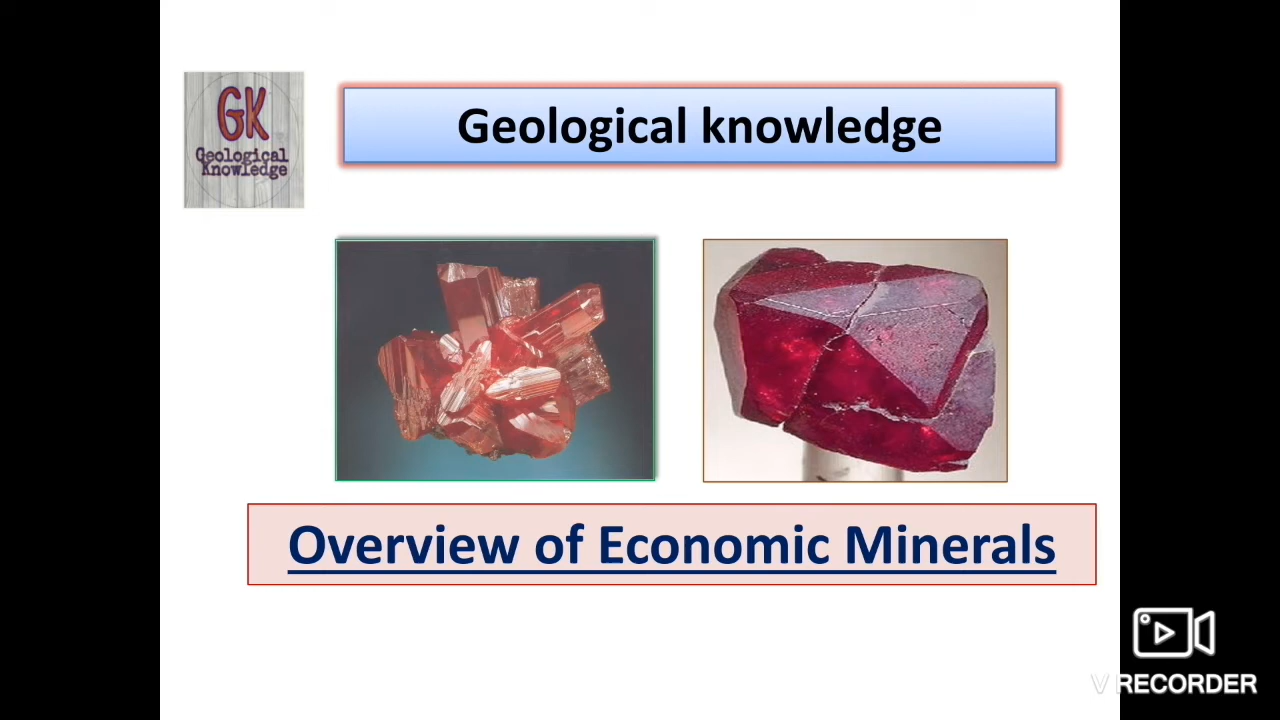 GK
Geological
Knowledge
Geological knowledge
Overview of Economic Minerals
V RECORDER